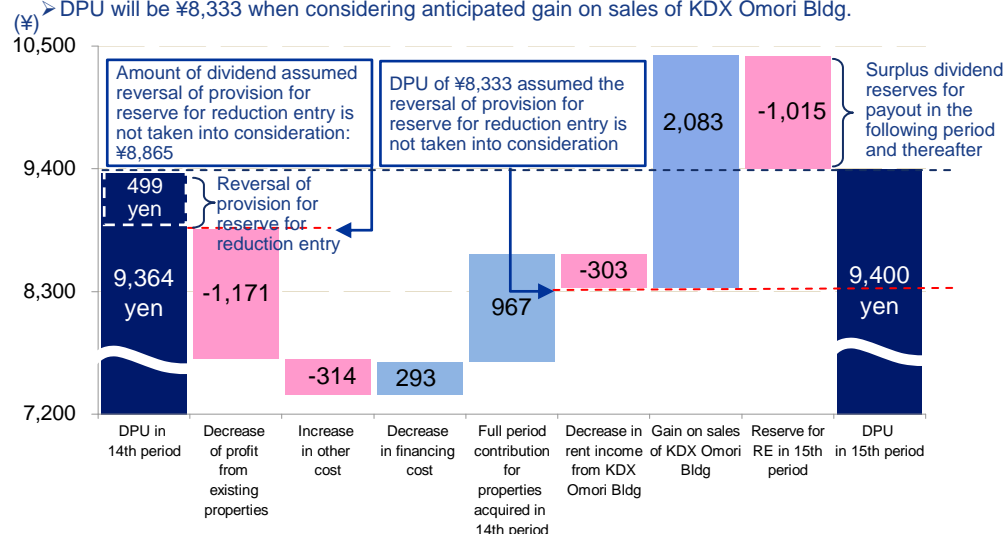 ➢ DPU will be ¥8,333 when considering anticipated gain on sales of KDX Omori Bldg.
(¥)
10,500
9,400
8,300
7,200
Amount of dividend assumed
reversal of provision for
reserve for reduction entry is
not taken into consideration:
¥8,865
DPU of ¥8,333 assumed the
reversal of provision for
reserve for reduction entry is
not taken into consideration
2,083
-1,015
Surplus dividend
reserves for
payout in the
following period
and thereafter
499
yen
Reversal of
provision for
reserve for
reduction entry
9,364
yen
-1,171
-314
293
967
-303
9,400
yen
DPU in
14th period
Decrease
of profit
from
existing
properties
Increase
in other
cost
Decrease
in financing
cost
Full period
contribution
for
properties
acquired in
14th period
Decrease in
rent income
from KDX
Omori Bldg
Gain on sales
of KDX Omori
Bldg
Reserve for
RE in 15th
period
DPU
in 15th period